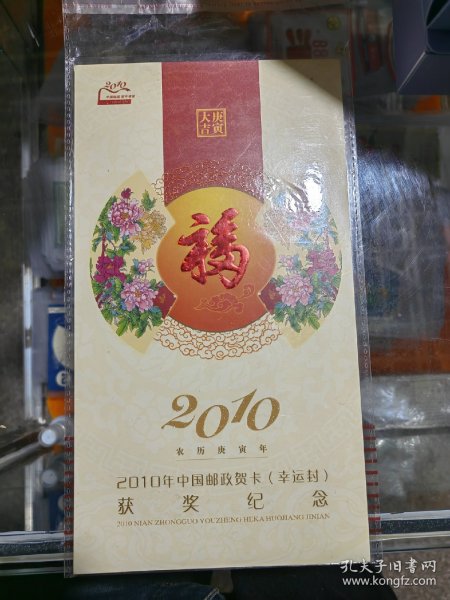 2010
庚寅
大吉
福
2010
农历庚寅年
2010年中国邮政贺卡（幸运封）
获奖纪念
2010 NIAN ZHONGGUO YOUZHENG HEKA HUOJIANG JINIAN
孔夫子旧书网
www.kongfz.com